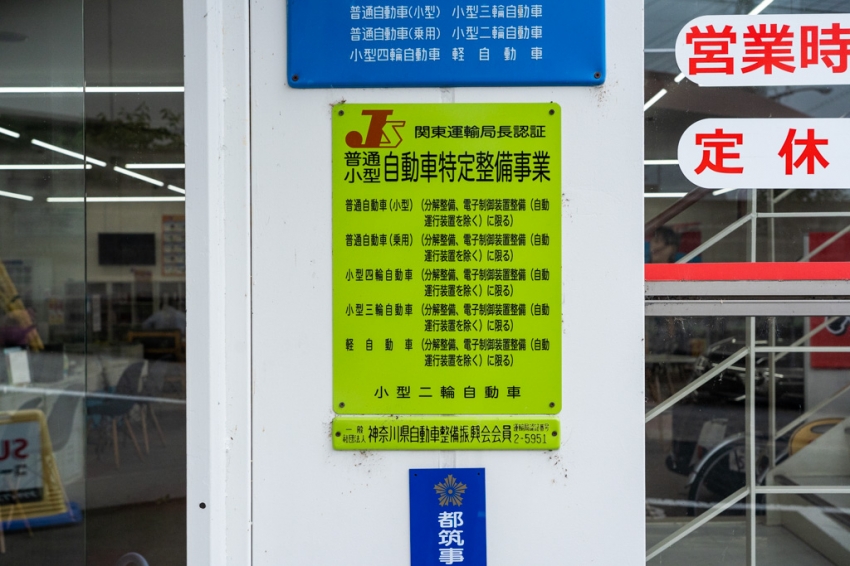 普通自動車(小型) 小型三輪自動車
普通自動車(乗用) 小型二輪自動車
小型四輪自動車 軽自動車
JS 関東運輸局長認証
普通小型 自動車特定整備事業
普通自動車(小型) (分解整備、電子制御装置整備(自動
運行装置を除く)に限る)
普通自動車(乗用) (分解整備、電子制御装置整備(自動
運行装置を除く)に限る)
小型四輪自動車 (分解整備、電子制御装置整備(自動
運行装置を除く)に限る)
小型三輪自動車 (分解整備、電子制御装置整備(自動
運行装置を除く)に限る)
軽自動車 (分解整備、電子制御装置整備(自動
運行装置を除く)に限る)
小型二輪自動車
一般財団法人 神奈川県自動車整備振興会会員
2-5951
都筑事
営業時
定休
SU